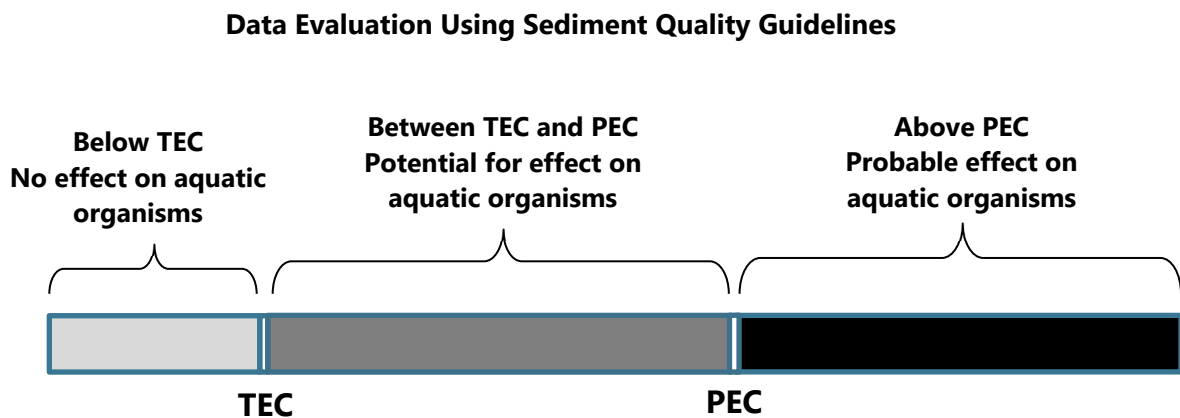 Data Evaluation Using Sediment Quality Guidelines
Below TEC
No effect on aquatic
organisms
Between TEC and PEC
Potential for effect on
aquatic organisms
Above PEC
Probable effect on
aquatic organisms
TEC
PEC